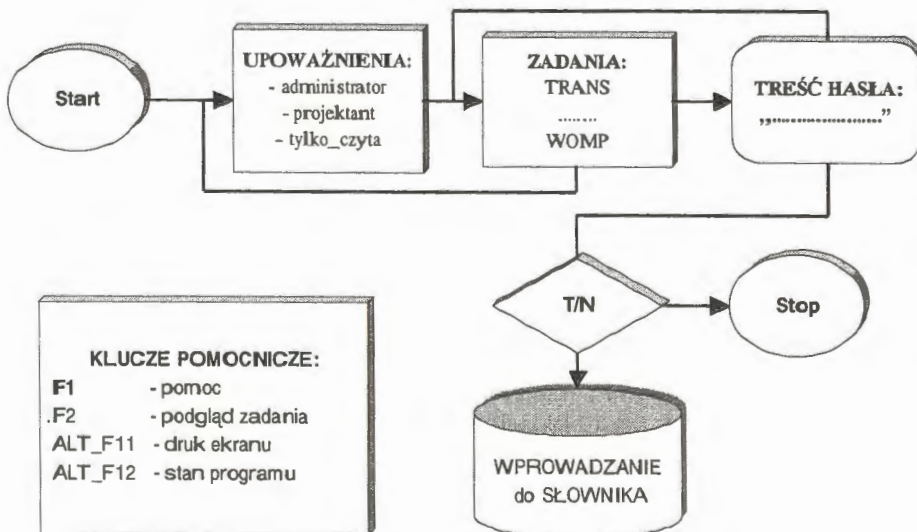 Start
UPOWAŻNIENIA:
- administrator
- projektant
- tylko_czyta
ZADANIA:
TRANS
........
WOMP
TREŚĆ HASŁA:
„......................”
T/N
Stop
WPROWADZANIE
do SŁOWNIKA
KLUCZE POMOCNICZE:
F1 - pomoc
.F2 - podgląd zadania
ALT_F11 - druk ekranu
ALT_F12 - stan programu